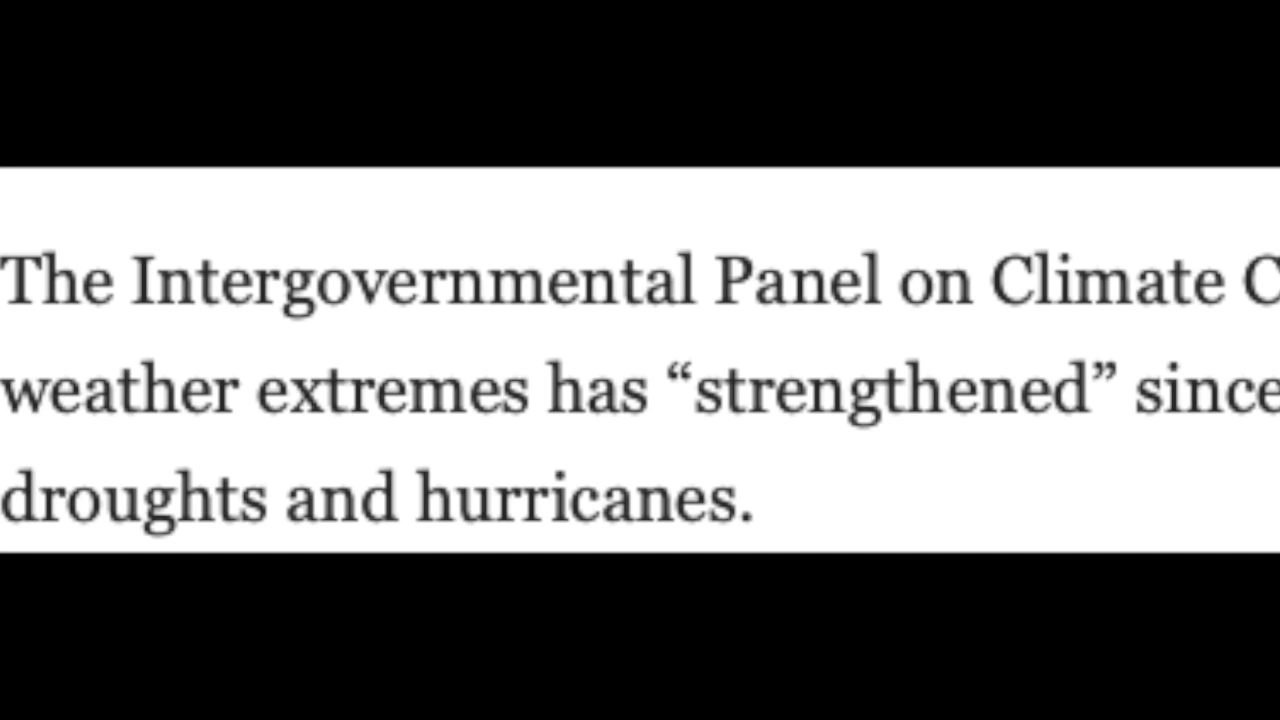 The Intergovernmental Panel on Climate C
weather extremes has “strengthened” since
droughts and hurricanes.